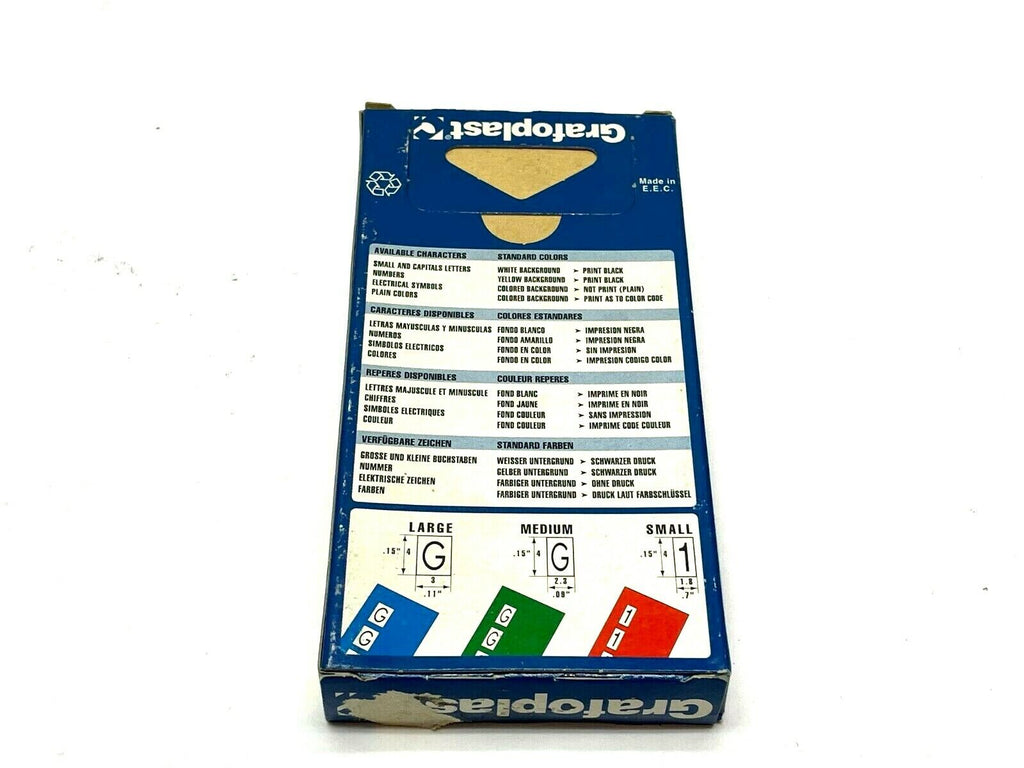 Grafoplast
Made in
E.E.C.
AVAILABLE CHARACTERS STANDARD COLORS
SMALL AND CAPITALS LETTERS WHITE BACKGROUND ➤ PRINT BLACK
NUMBERS YELLOW BACKGROUND ➤ PRINT BLACK
ELECTRICAL SYMBOLS COLORED BACKGROUND ➤ NOT PRINT (PLAIN)
PLAIN COLORS COLORED BACKGROUND ➤ PRINT AS TO COLOR CODE
CARACTERES DISPONIBLES COLORES ESTANDARES
LETRAS MAYUSCULAS Y MINUSCULAS FONDO BLANCO ➤ IMPRESION NEGRA
NUMEROS FONDO AMARILLO ➤ IMPRESION NEGRA
SIMBOLOS ELECTRICOS FONDO EN COLOR ➤ SIN IMPRESION
COLORES FONDO EN COLOR ➤ IMPRESION CODIGO COLOR
REPERES DISPONIBLES COULEUR REPERES
LETTRES MAJUSCULE ET MINUSCULE FOND BLANC ➤ IMPRIME EN NOIR
CHIFFRES FOND JAUNE ➤ IMPRIME EN NOIR
SIMBOLES ELECTRIQUES FOND COULEUR ➤ SANS IMPRESSION
COULEUR FOND COULEUR ➤ IMPRIME CODE COULEUR
VERFÜGBARE ZEICHEN STANDARD FARBEN
GROSSE UND KLEINE BUCHSTABEN WEISSER UNTERGRUND ➤ SCHWARZER DRUCK
NUMMER GELBER UNTERGRUND ➤ SCHWARZER DRUCK
ELEKTRISCHE ZEICHEN FARBIGER UNTERGRUND ➤ OHNE DRUCK
FARBEN FARBIGER UNTERGRUND ➤ DRUCK LAUT FARBSCHLÜSSEL
LARGE MEDIUM SMALL
.15" 4 G .15" 4 G .15" 4 1
3 2.3 1.8
.11" .09" .7"
G G 1
G G 1
Grafoplast